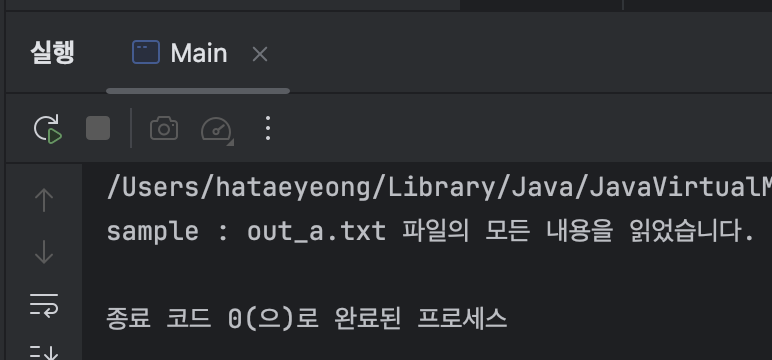 실행 Main
/Users/hataeyeong/Library/Java/JavaVirtualM
sample : out_a.txt 파일의 모든 내용을 읽었습니다.
종료 코드 0(으)로 완료된 프로세스